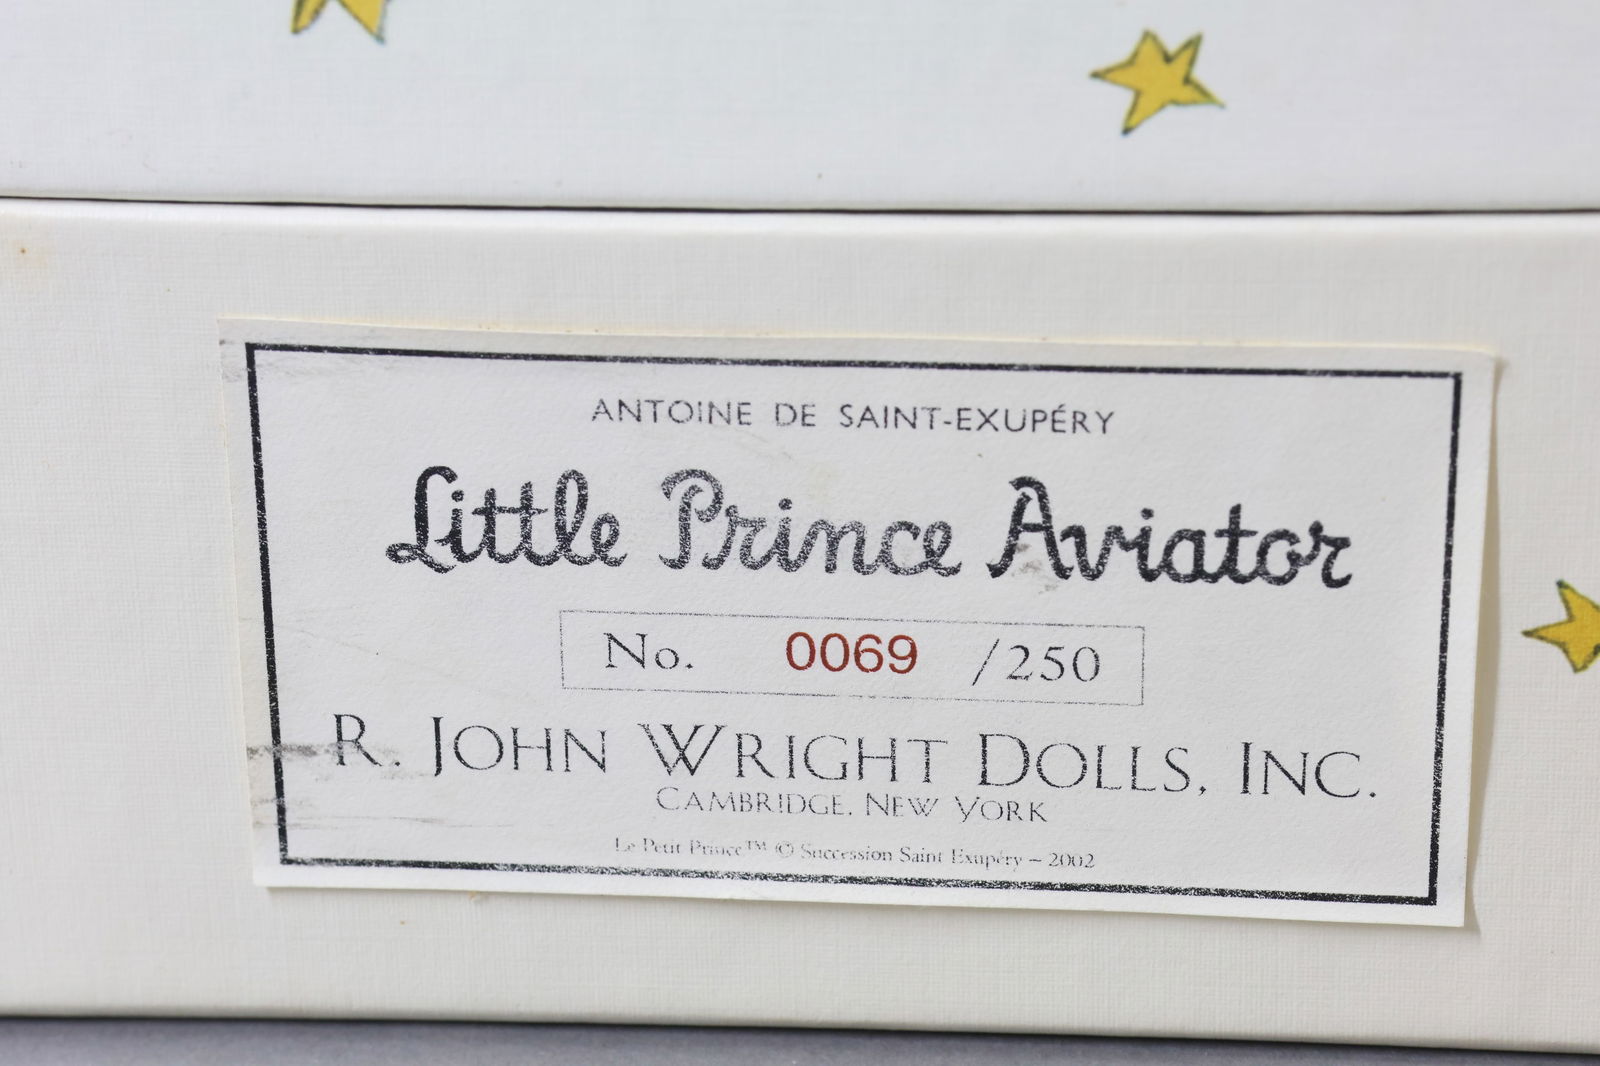 ANTOINE DE SAINT-EXUPÉRY
Little Prince Aviator
No. 0069 /250
R. JOHN WRIGHT DOLLS, INC.
CAMBRIDGE, NEW YORK
Le Petit Prince™ © Succession Saint Exupéry – 2002